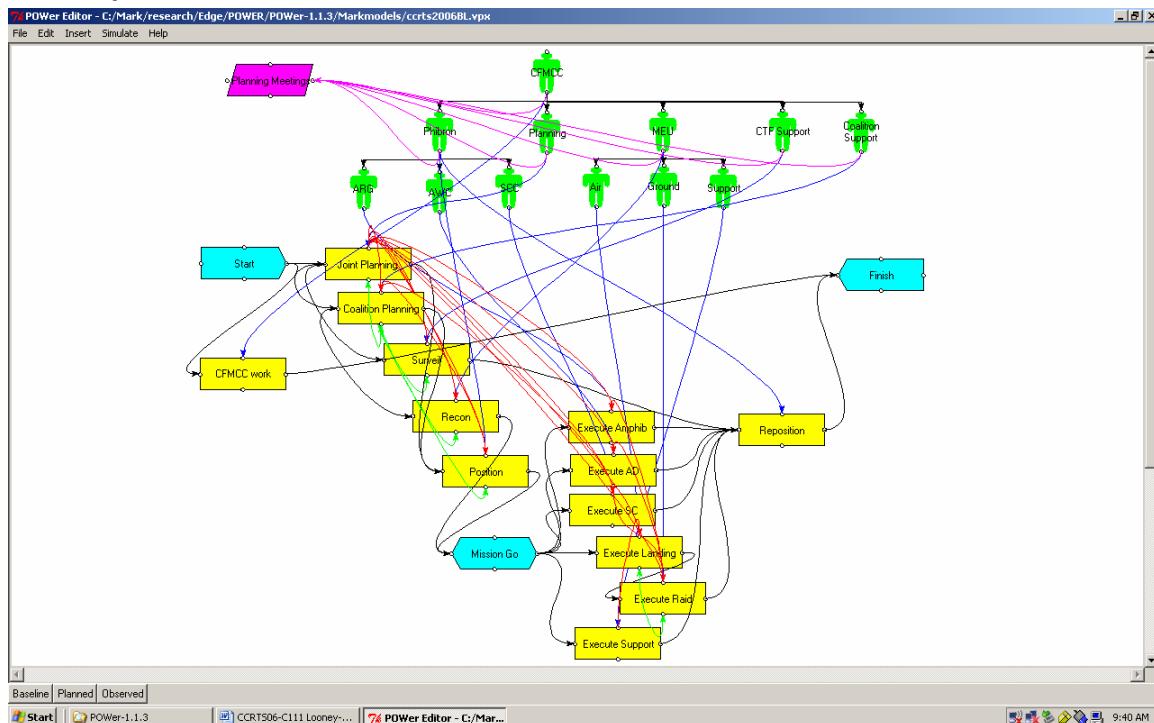 POWer Editor - C:/Mark/research/Edge/POWER/POWer-1.1.3/Markmodels/ccrts2006BL.vpx
File Edit Insert Simulate Help
Planning Meetings
CFMCC
Phibron
Planning
MEU
CTF Support
Coalition
Support
ARG
AWC
SCC
Air
Ground
Support
Start
Joint Planning
Finish
Coalition Planning
Surveil
CFMCC work
Recon
Execute Amphib
Reposition
Position
Execute AD
Execute SC
Mission Go
Execute Landing
Execute Raid
Execute Support
Baseline Planned Observed
Start POWer-1.1.3 CCRTS06-C111 Looney-... POWer Editor - C:/Mar... 9:40 AM